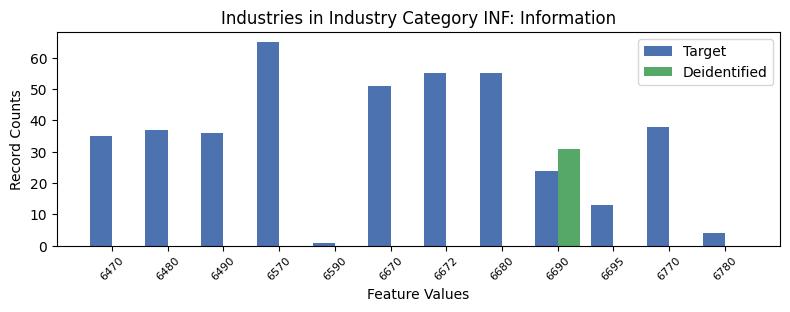 Industries in Industry Category INF: Information
Target
Deidentified
Record Counts
60
50
40
30
20
10
0
6470 6480 6490 6570 6590 6670 6672 6680 6690 6695 6770 6780
Feature Values